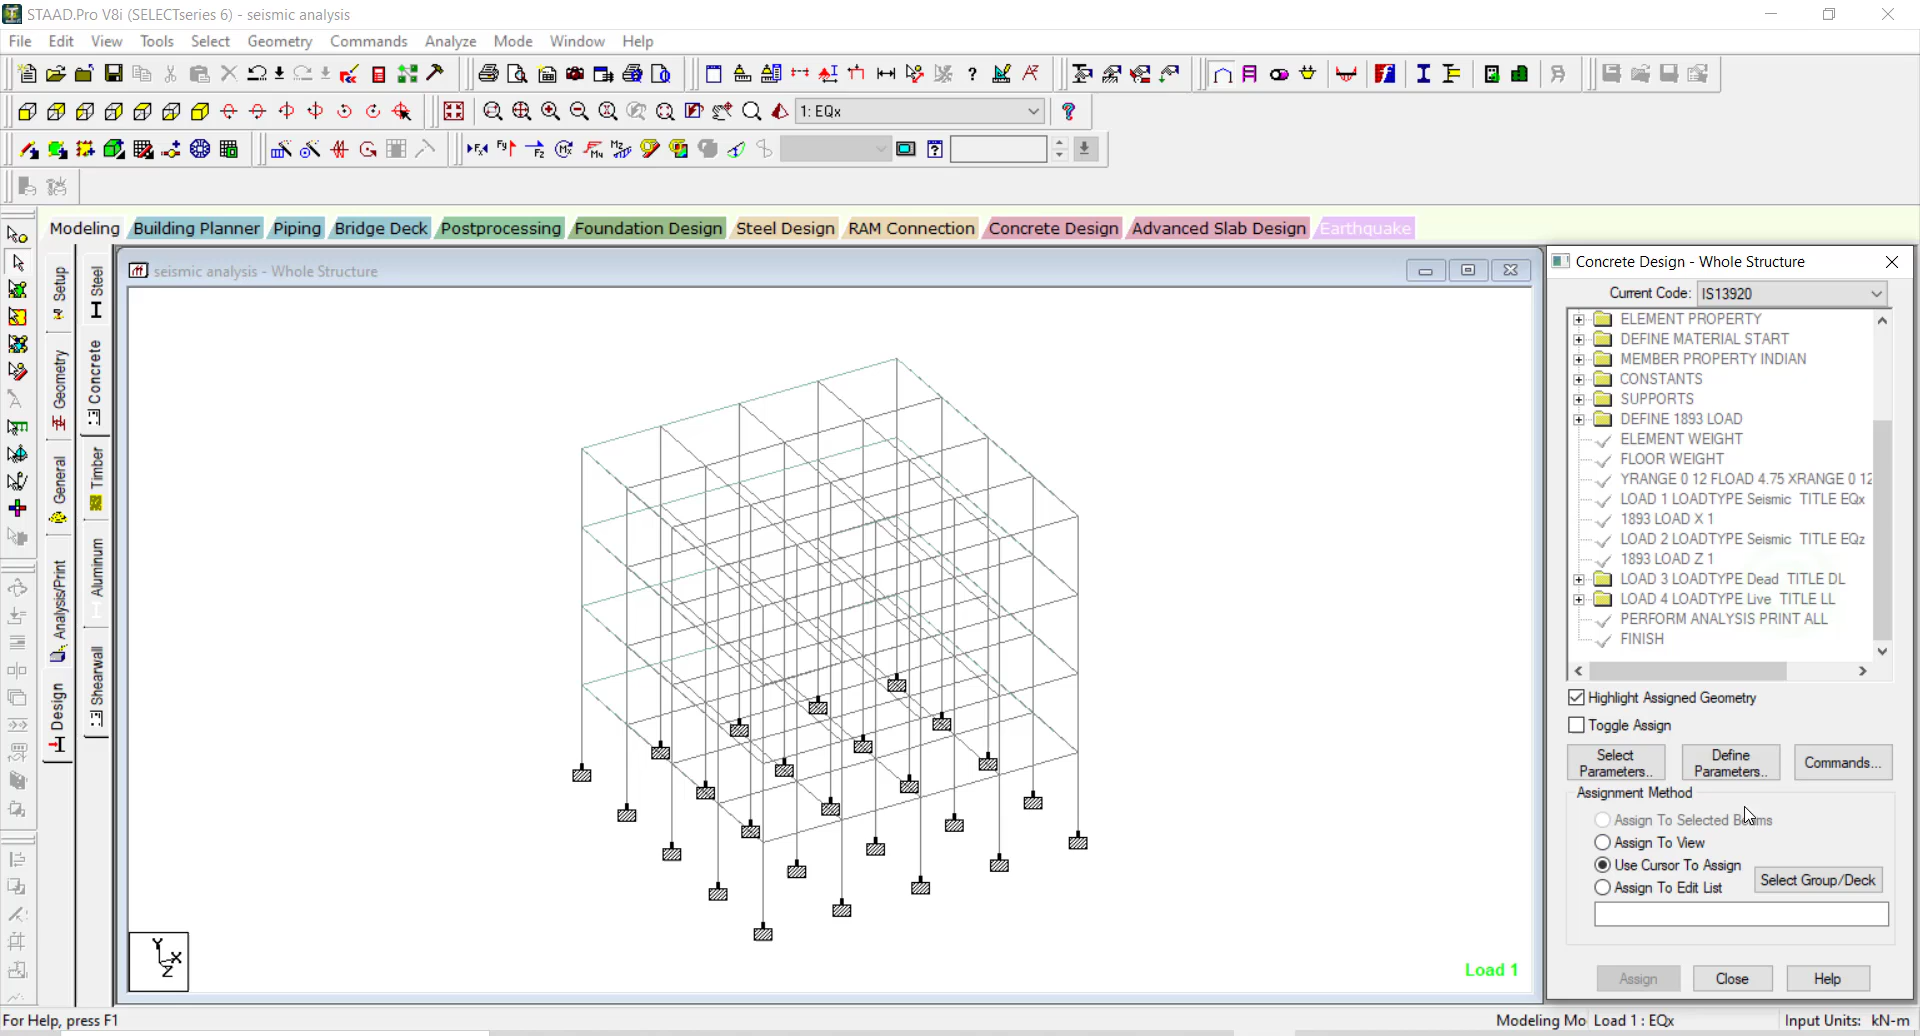 STAAD.Pro V8i (SELECTseries 6) - seismic analysis
File Edit View Tools Select Geometry Commands Analyze Mode Window Help
1: EQx
Modeling Building Planner Piping Bridge Deck Postprocessing Foundation Design Steel Design RAM Connection Concrete Design Advanced Slab Design Earthquake
Setup
Geometry
General
Analysis/Print
Design
Steel
Concrete
Timber
Aluminum
Shearwall
seismic analysis - Whole Structure
Y
X
Z
Load 1
Concrete Design - Whole Structure
Current Code: IS13920
ELEMENT PROPERTY
DEFINE MATERIAL START
MEMBER PROPERTY INDIAN
CONSTANTS
SUPPORTS
DEFINE 1893 LOAD
ELEMENT WEIGHT
FLOOR WEIGHT
YRANGE 0 12 FLOAD 4.75 XRANGE 0 12
LOAD 1 LOADTYPE Seismic TITLE EQx
1893 LOAD X 1
LOAD 2 LOADTYPE Seismic TITLE EQz
1893 LOAD Z 1
LOAD 3 LOADTYPE Dead TITLE DL
LOAD 4 LOADTYPE Live TITLE LL
PERFORM ANALYSIS PRINT ALL
FINISH
Highlight Assigned Geometry
Toggle Assign
Select Parameters.. Define Parameters.. Commands...
Assignment Method
Assign To Selected Beams
Assign To View
Use Cursor To Assign
Select Group/Deck
Assign To Edit List
Assign Close Help
For Help, press F1 Modeling Mo Load 1 : EQx Input Units: kN-m